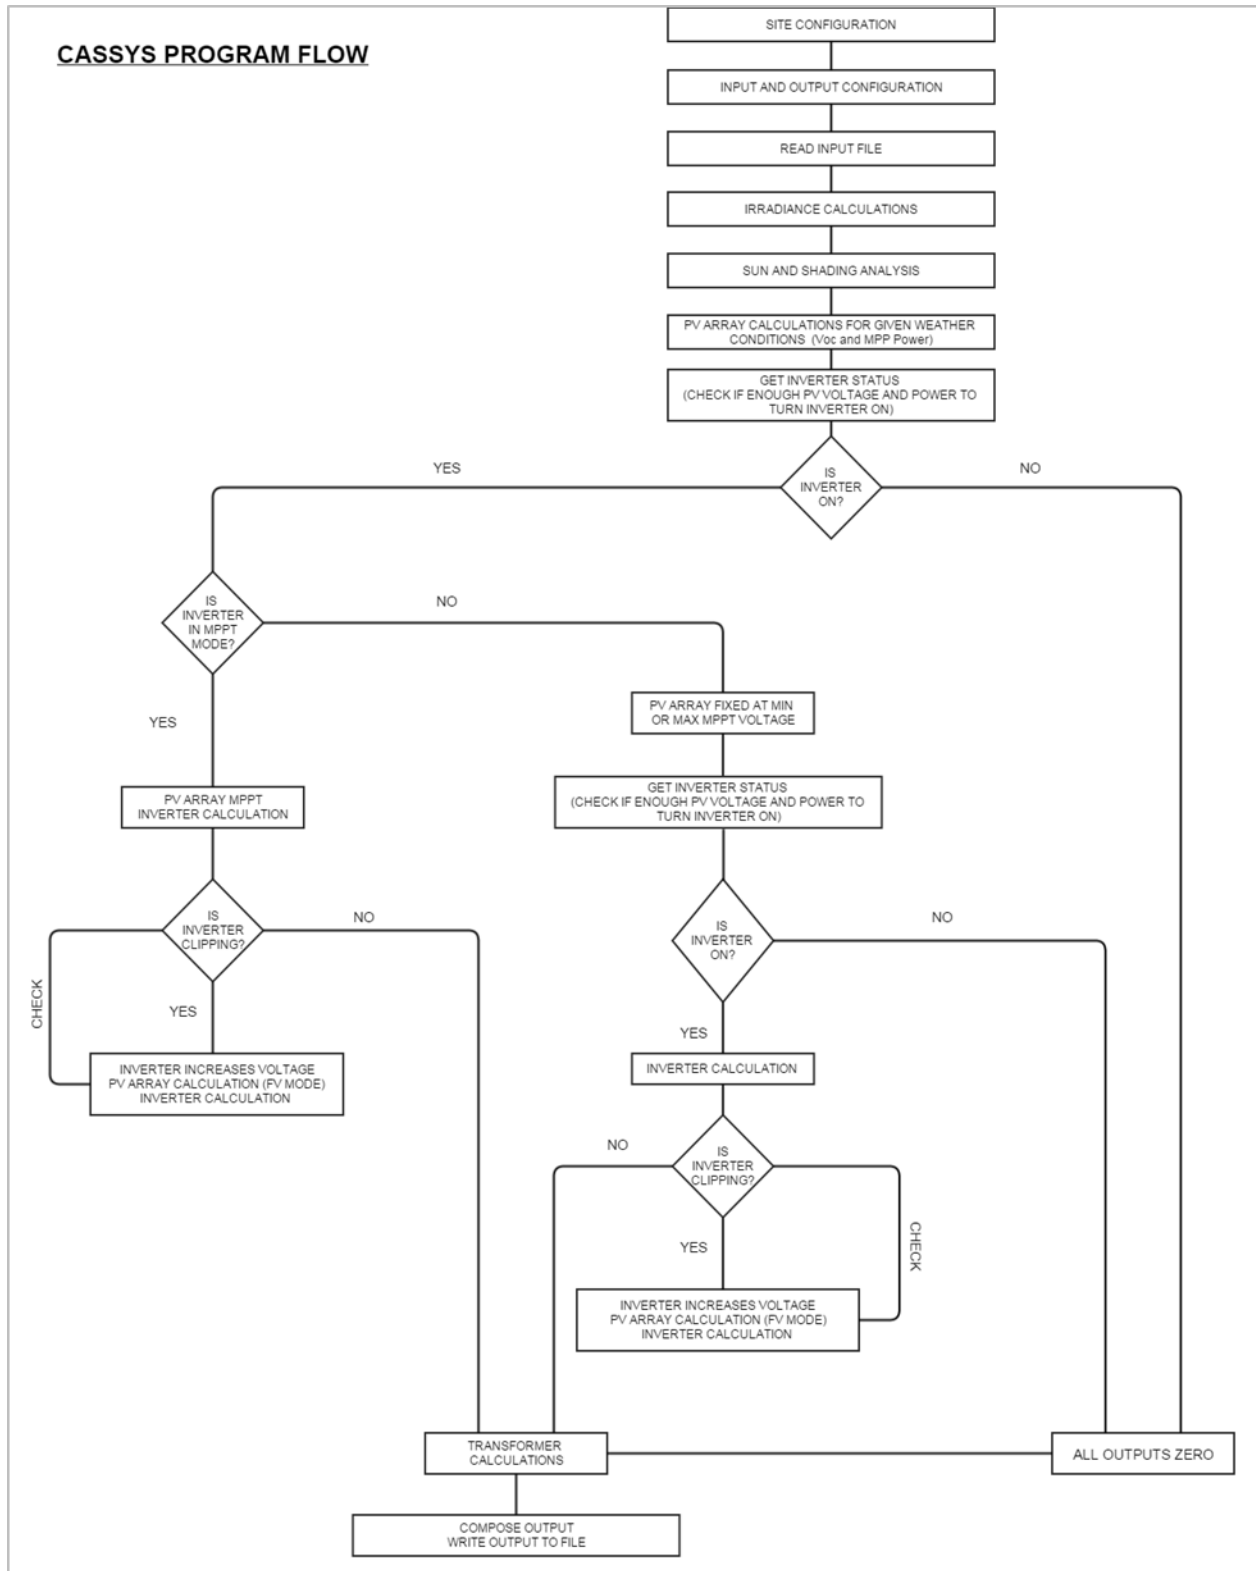 CASSYS PROGRAM FLOW
SITE CONFIGURATION
INPUT AND OUTPUT CONFIGURATION
READ INPUT FILE
IRRADIANCE CALCULATIONS
SUN AND SHADING ANALYSIS
PV ARRAY CALCULATIONS FOR GIVEN WEATHER
CONDITIONS (Voc and MPP Power)
GET INVERTER STATUS
(CHECK IF ENOUGH PV VOLTAGE AND POWER TO
TURN INVERTER ON)
IS
INVERTER
ON?
YES
NO
IS
INVERTER
IN MPPT
MODE?
NO
YES
PV ARRAY FIXED AT MIN
OR MAX MPPT VOLTAGE
GET INVERTER STATUS
(CHECK IF ENOUGH PV VOLTAGE AND POWER TO
TURN INVERTER ON)
PV ARRAY MPPT
INVERTER CALCULATION
IS
INVERTER
CLIPPING?
NO
YES
CHECK
INVERTER INCREASES VOLTAGE
PV ARRAY CALCULATION (FV MODE)
INVERTER CALCULATION
IS
INVERTER
ON?
NO
YES
INVERTER CALCULATION
IS
INVERTER
CLIPPING?
NO
YES
CHECK
INVERTER INCREASES VOLTAGE
PV ARRAY CALCULATION (FV MODE)
INVERTER CALCULATION
TRANSFORMER
CALCULATIONS
ALL OUTPUTS ZERO
COMPOSE OUTPUT
WRITE OUTPUT TO FILE